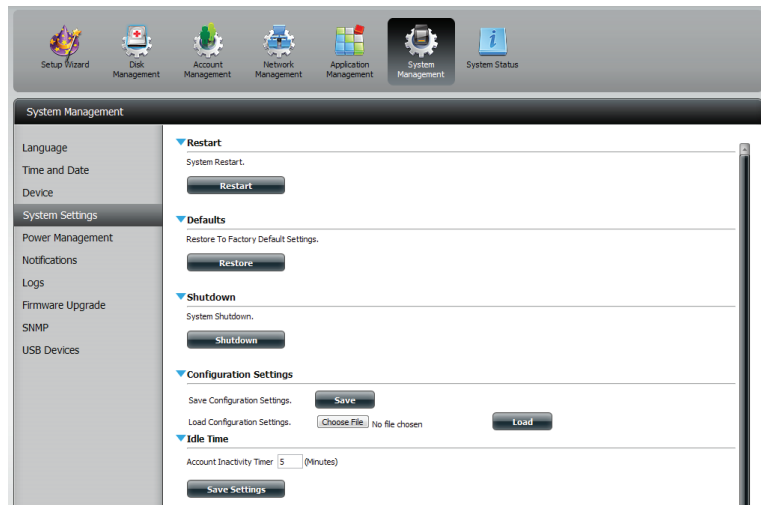 Setup Wizard
Disk Management
Account Management
Network Management
Application Management
System Management
System Status
System Management
Language
Time and Date
Device
System Settings
Power Management
Notifications
Logs
Firmware Upgrade
SNMP
USB Devices
Restart
System Restart.
Restart
Defaults
Restore To Factory Default Settings.
Restore
Shutdown
System Shutdown.
Shutdown
Configuration Settings
Save Configuration Settings. Save
Load Configuration Settings. Choose File No file chosen Load
Idle Time
Account Inactivity Timer 5 (Minutes)
Save Settings